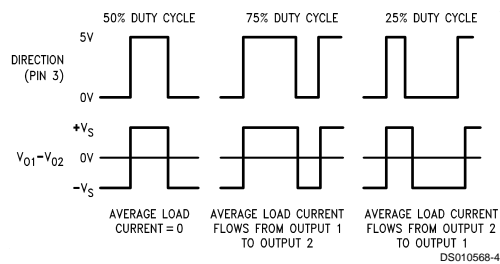 50% DUTY CYCLE
75% DUTY CYCLE
25% DUTY CYCLE
5V
DIRECTION
(PIN 3)
0V
+VS
VO1-VO2
0V
-VS
AVERAGE LOAD
CURRENT = 0
AVERAGE LOAD CURRENT
FLOWS FROM OUTPUT 1
TO OUTPUT 2
AVERAGE LOAD CURRENT
FLOWS FROM OUTPUT 2
TO OUTPUT 1
DS010568-4